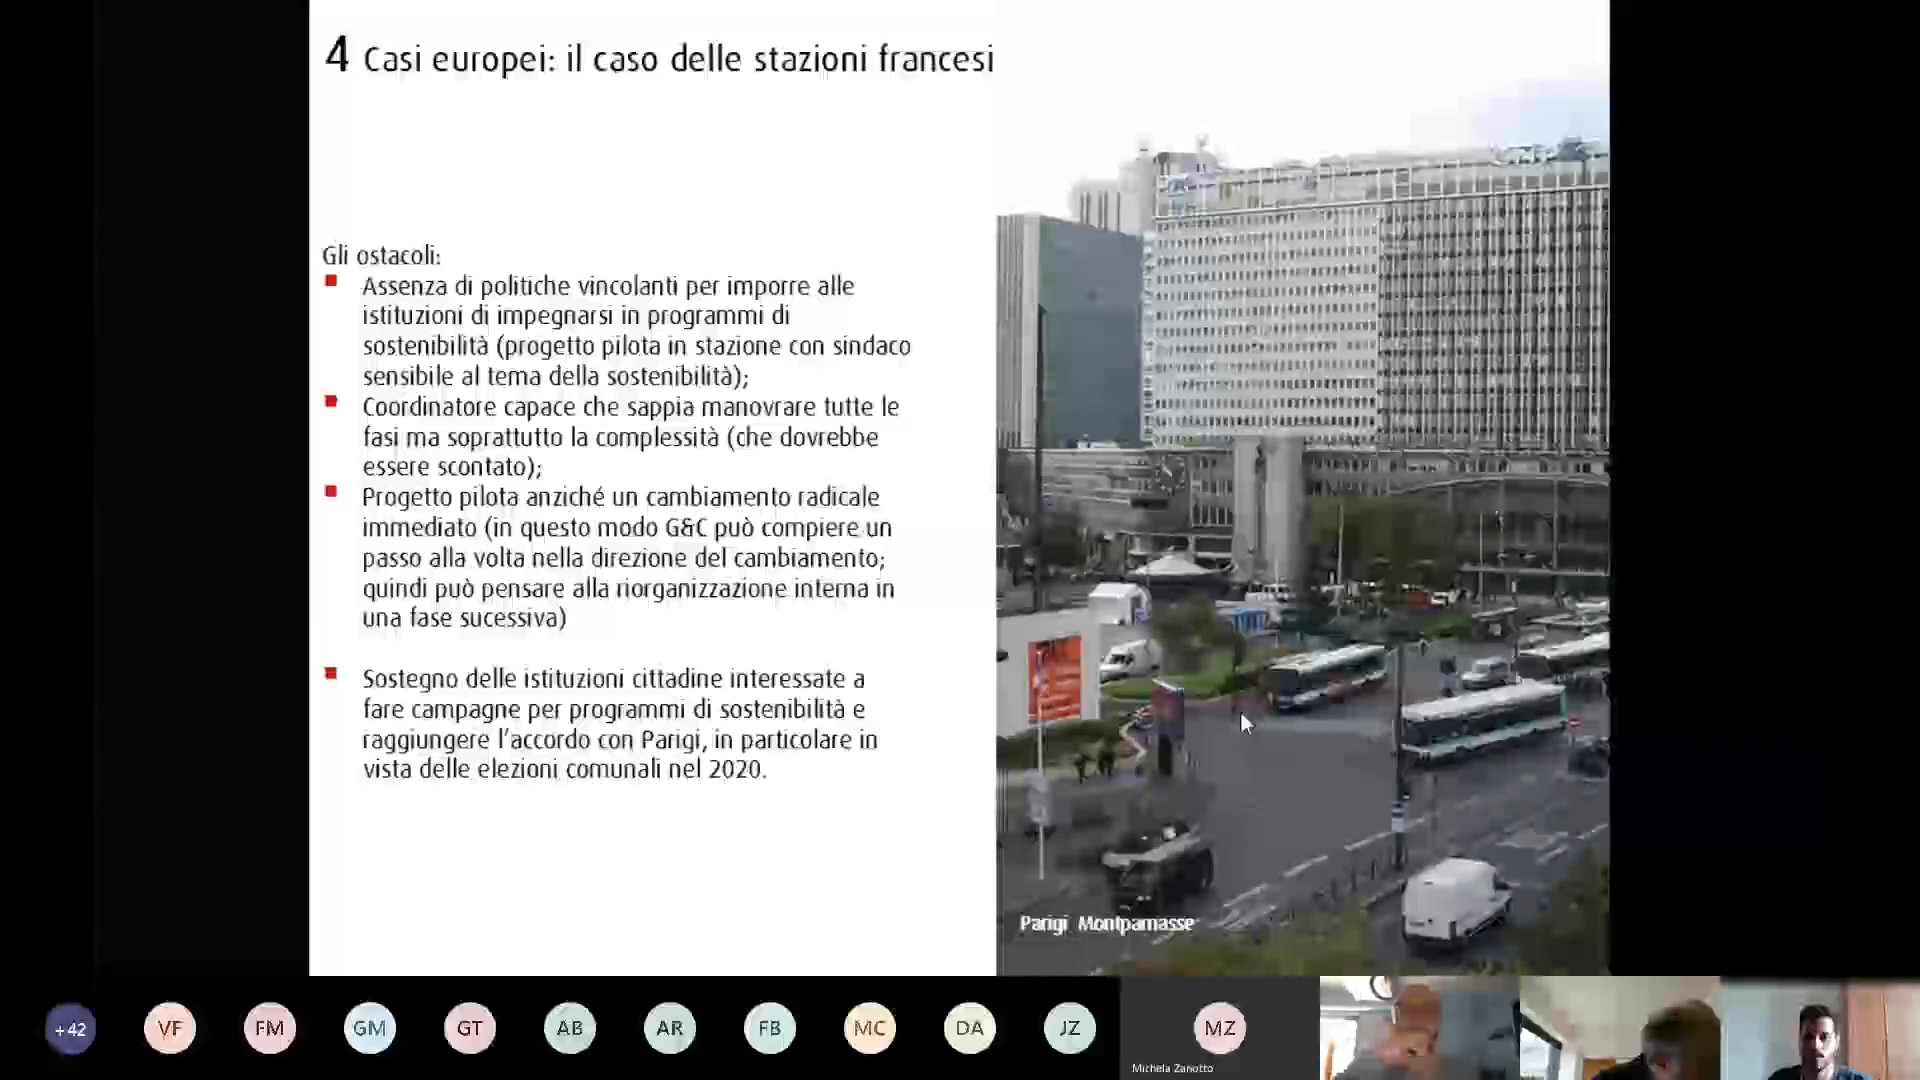 4 Casi europei: il caso delle stazioni francesi
Gli ostacoli:
Assenza di politiche vincolanti per imporre alle
istituzioni di impegnarsi in programmi di
sostenibilità (progetto pilota in stazione con sindaco
sensibile al tema della sostenibilità);
Coordinatore capace che sappia manovrare tutte le
fasi ma soprattutto la complessità (che dovrebbe
essere scontato);
Progetto pilota anziché un cambiamento radicale
immediato (in questo modo G&C può compiere un
passo alla volta nella direzione del cambiamento;
quindi può pensare alla riorganizzazione interna in
una fase sucessiva)
Sostegno delle istituzioni cittadine interessate a
fare campagne per programmi di sostenibilità e
raggiungere l'accordo con Parigi, in particolare in
vista delle elezioni comunali nel 2020.
Parigi Montparnasse
+42 VF FM GM GT AB AR FB MC DA JZ MZ
Michela Zanotto